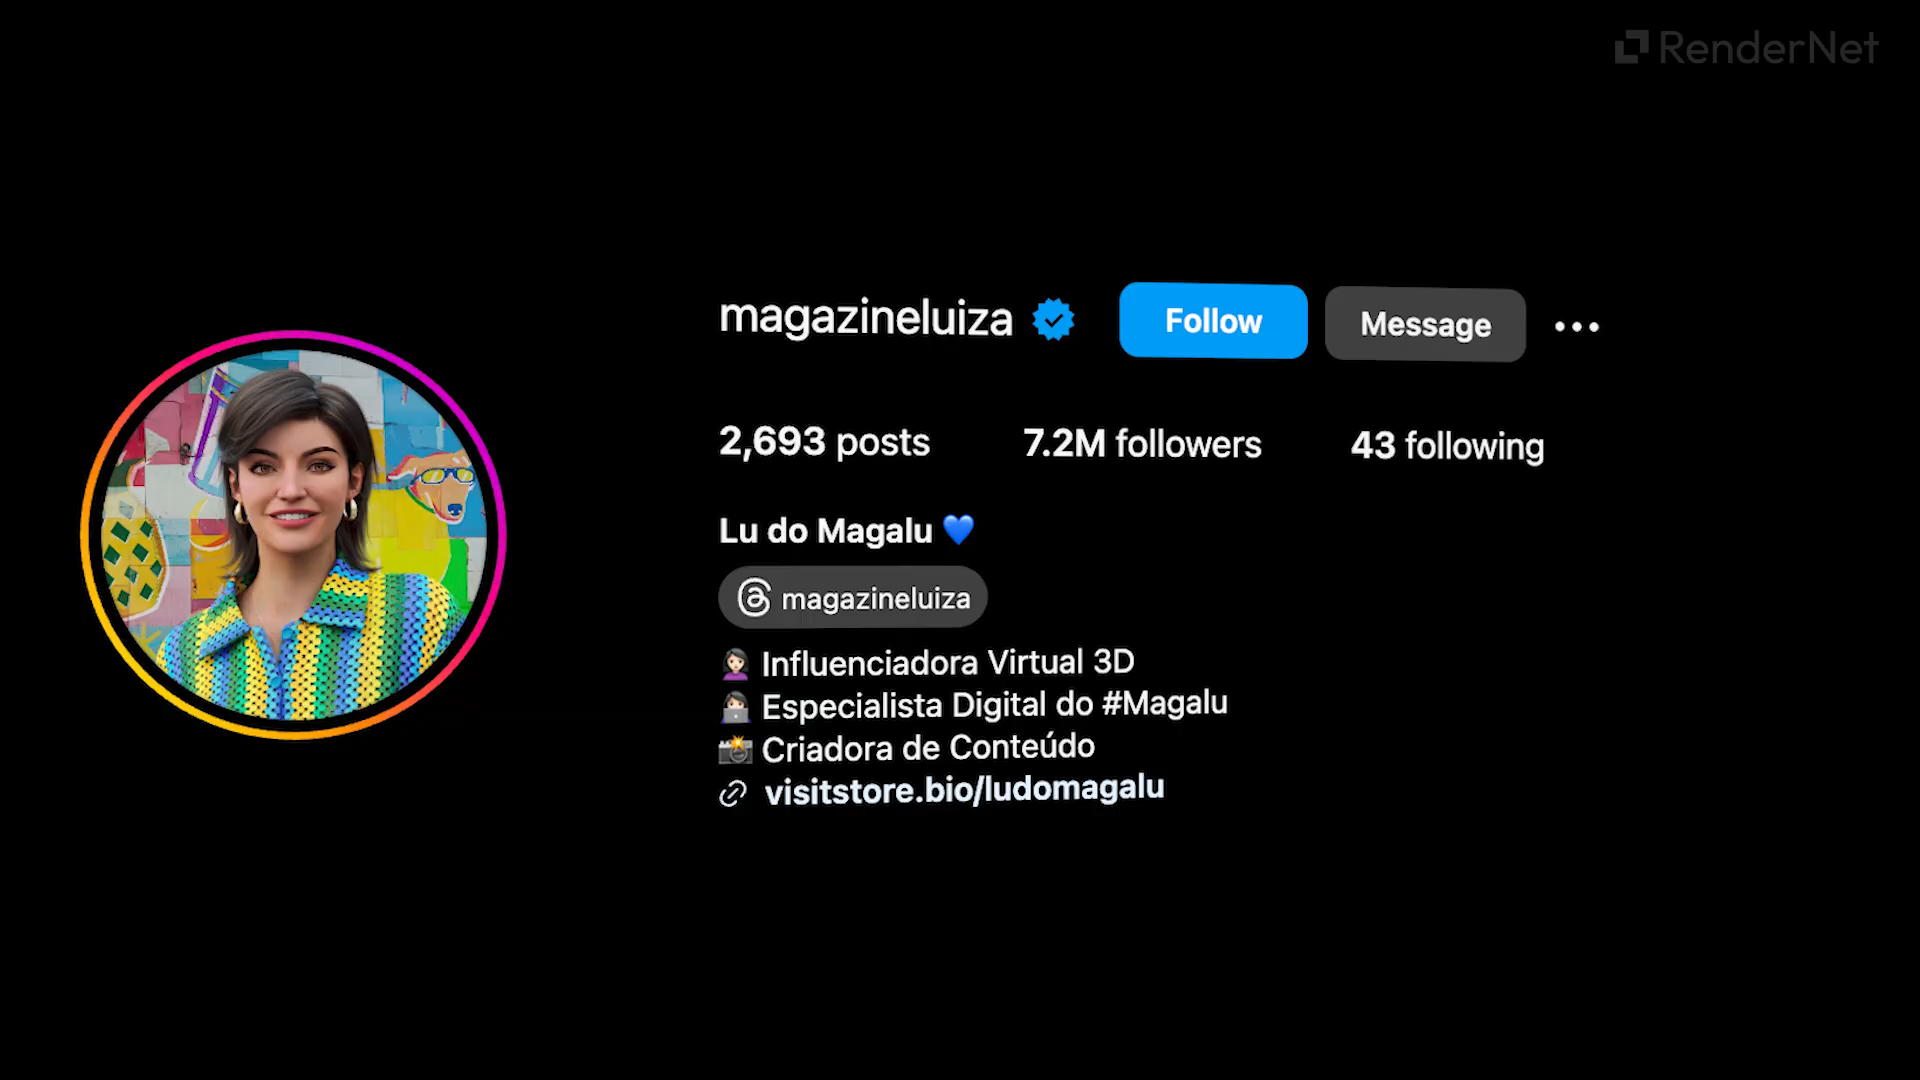 RenderNet
magazineluiza Follow Message
2,693 posts 7.2M followers 43 following
Lu do Magalu 💙
magazineluiza
Influenciadora Virtual 3D
Especialista Digital do #Magalu
Criadora de Conteúdo
visitstore.bio/ludomagalu